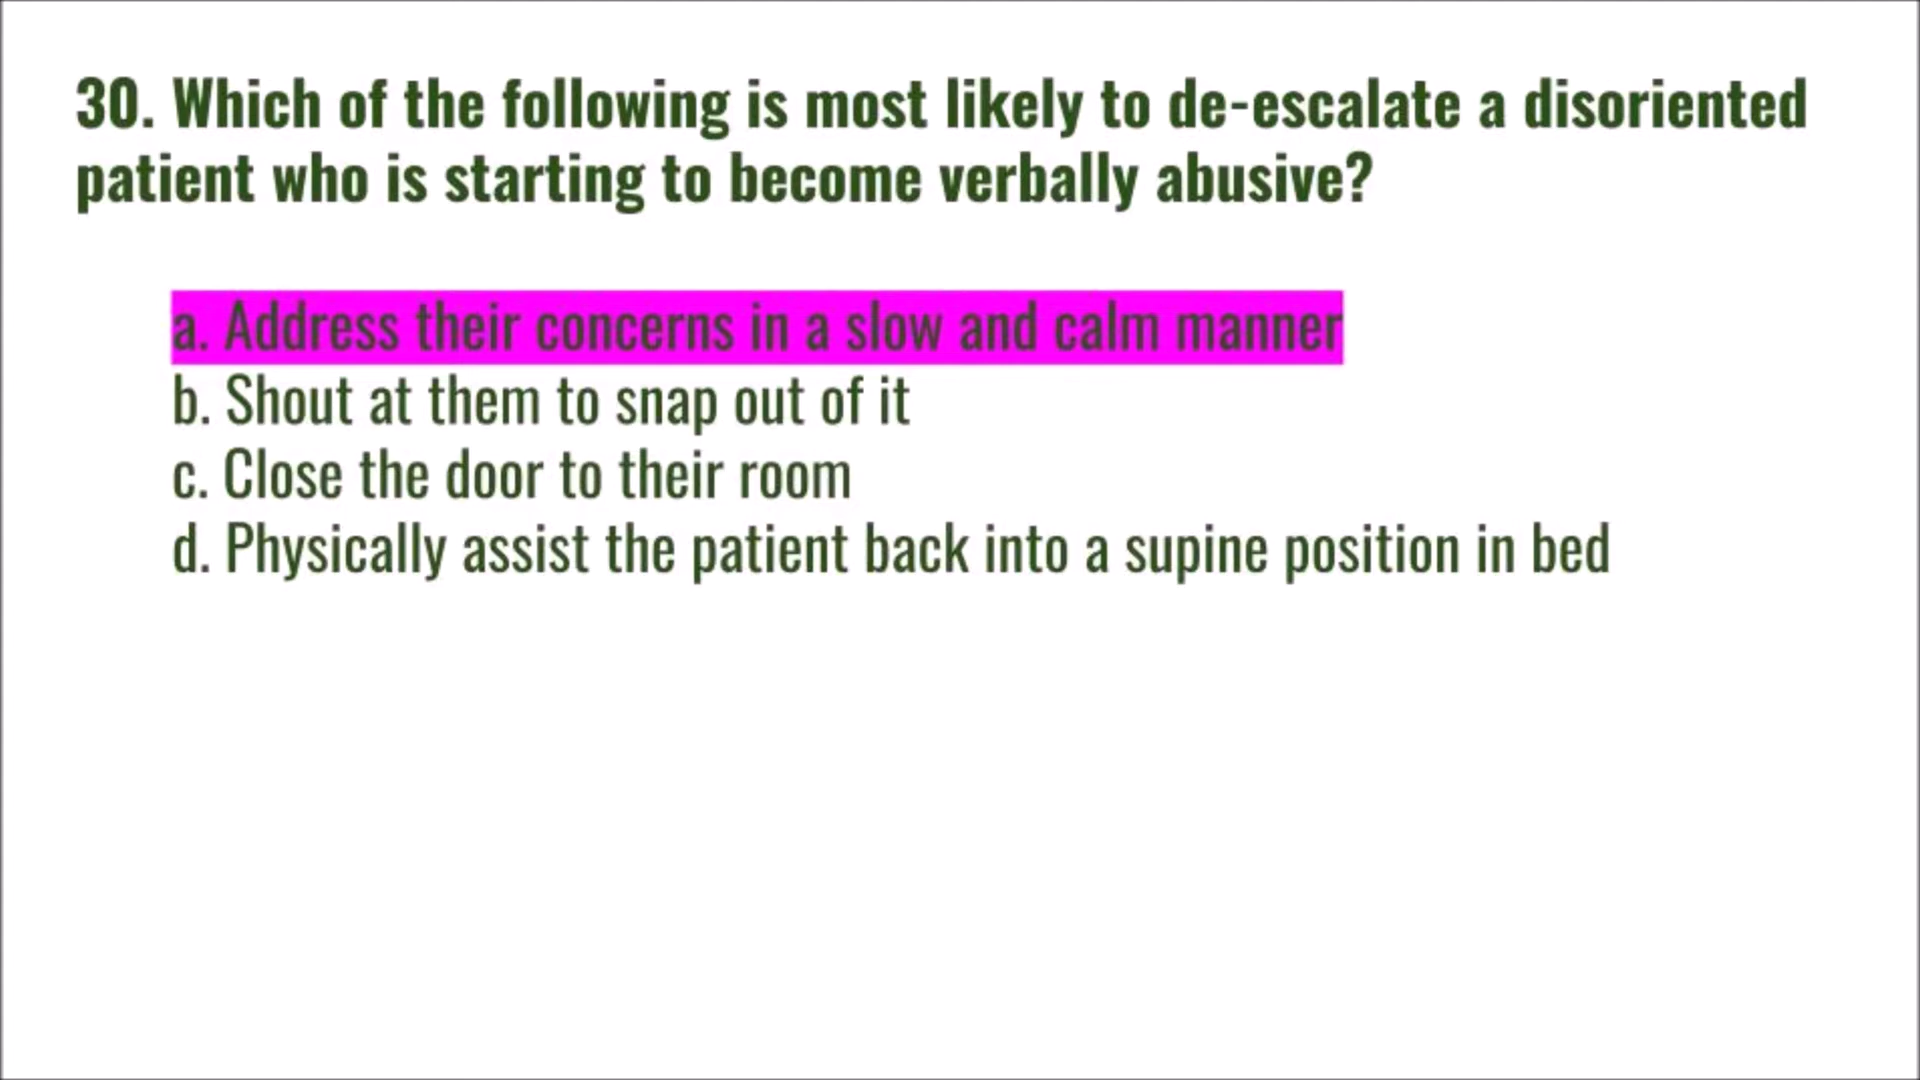 30. Which of the following is most likely to de-escalate a disoriented
patient who is starting to become verbally abusive?
a. Address their concerns in a slow and calm manner
b. Shout at them to snap out of it
c. Close the door to their room
d. Physically assist the patient back into a supine position in bed